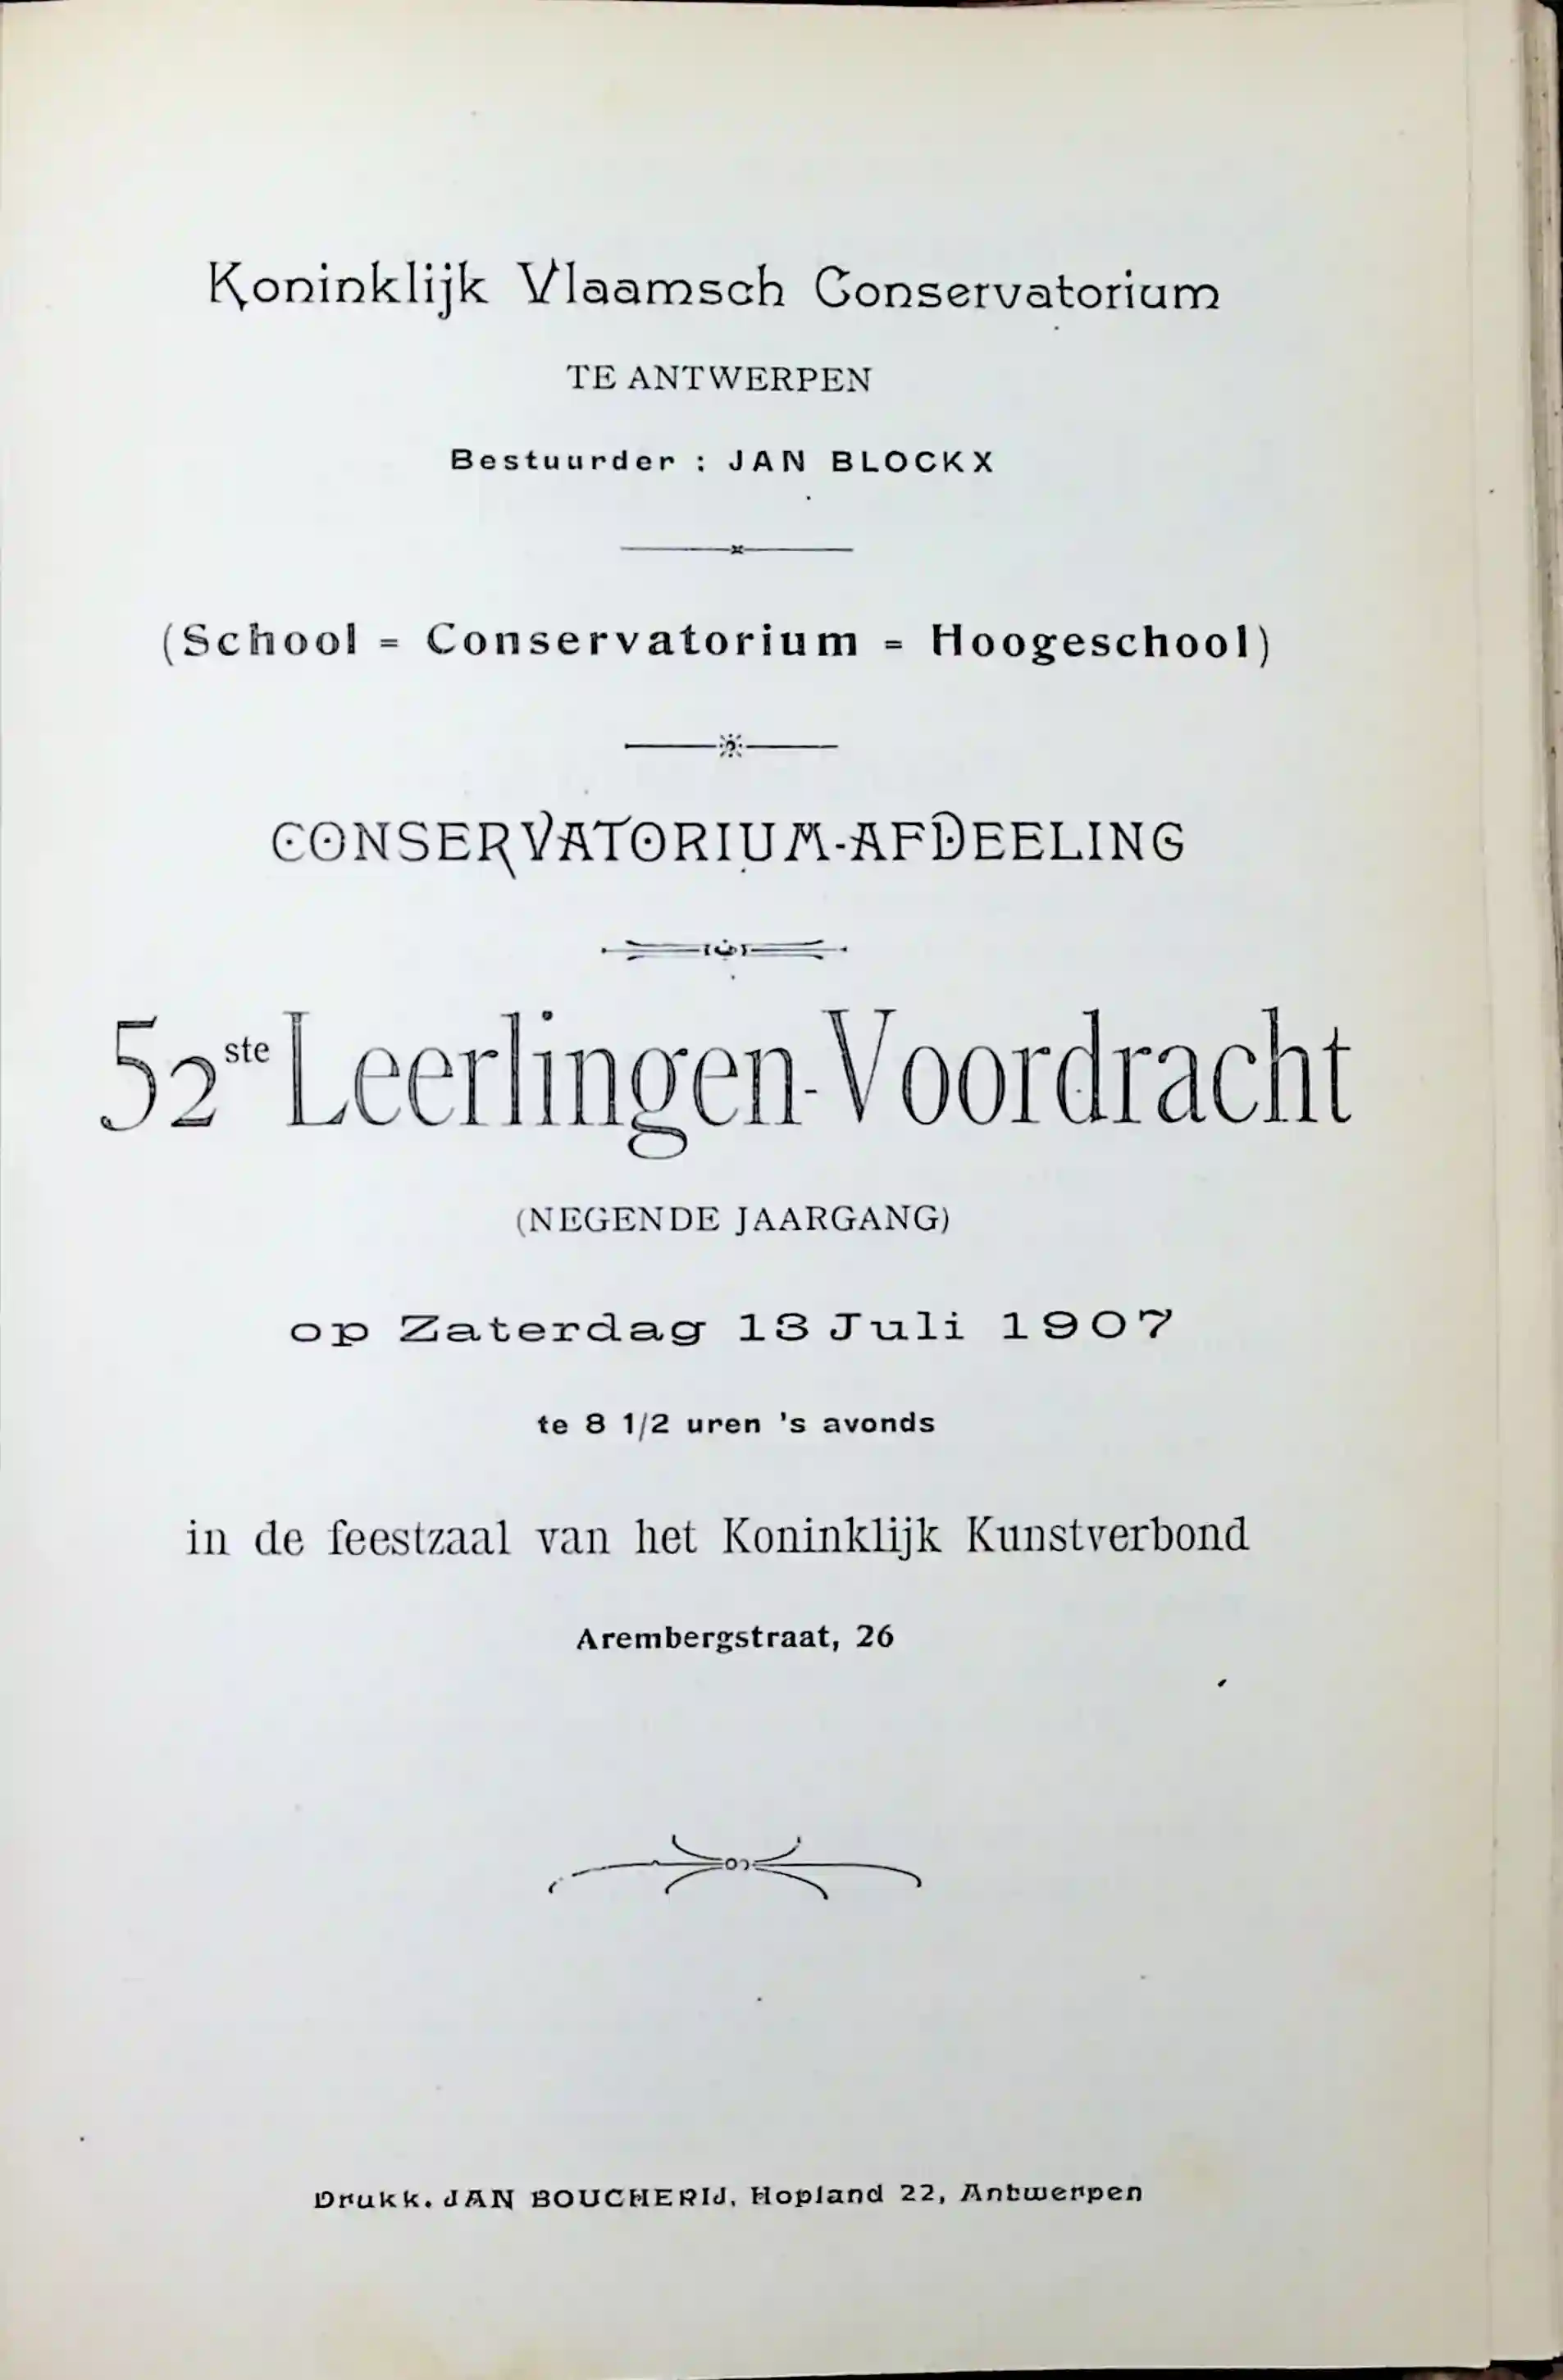 Koninklijk Vlaamsch Conservatorium
TE ANTWERPEN
Bestuurder : JAN BLOCKX
(School = Conservatorium = Hoogeschool)
CONSERVATORIUM-AFDEELING
52ste Leerlingen-Voordracht
(NEGENDE JAARGANG)
op Zaterdag 13 Juli 1907
te 8 1/2 uren 's avonds
in de feestzaal van het Koninklijk Kunstverbond
Arembergstraat, 26
Drukk. JAN BOUCHERIJ, Hopland 22, Antwerpen